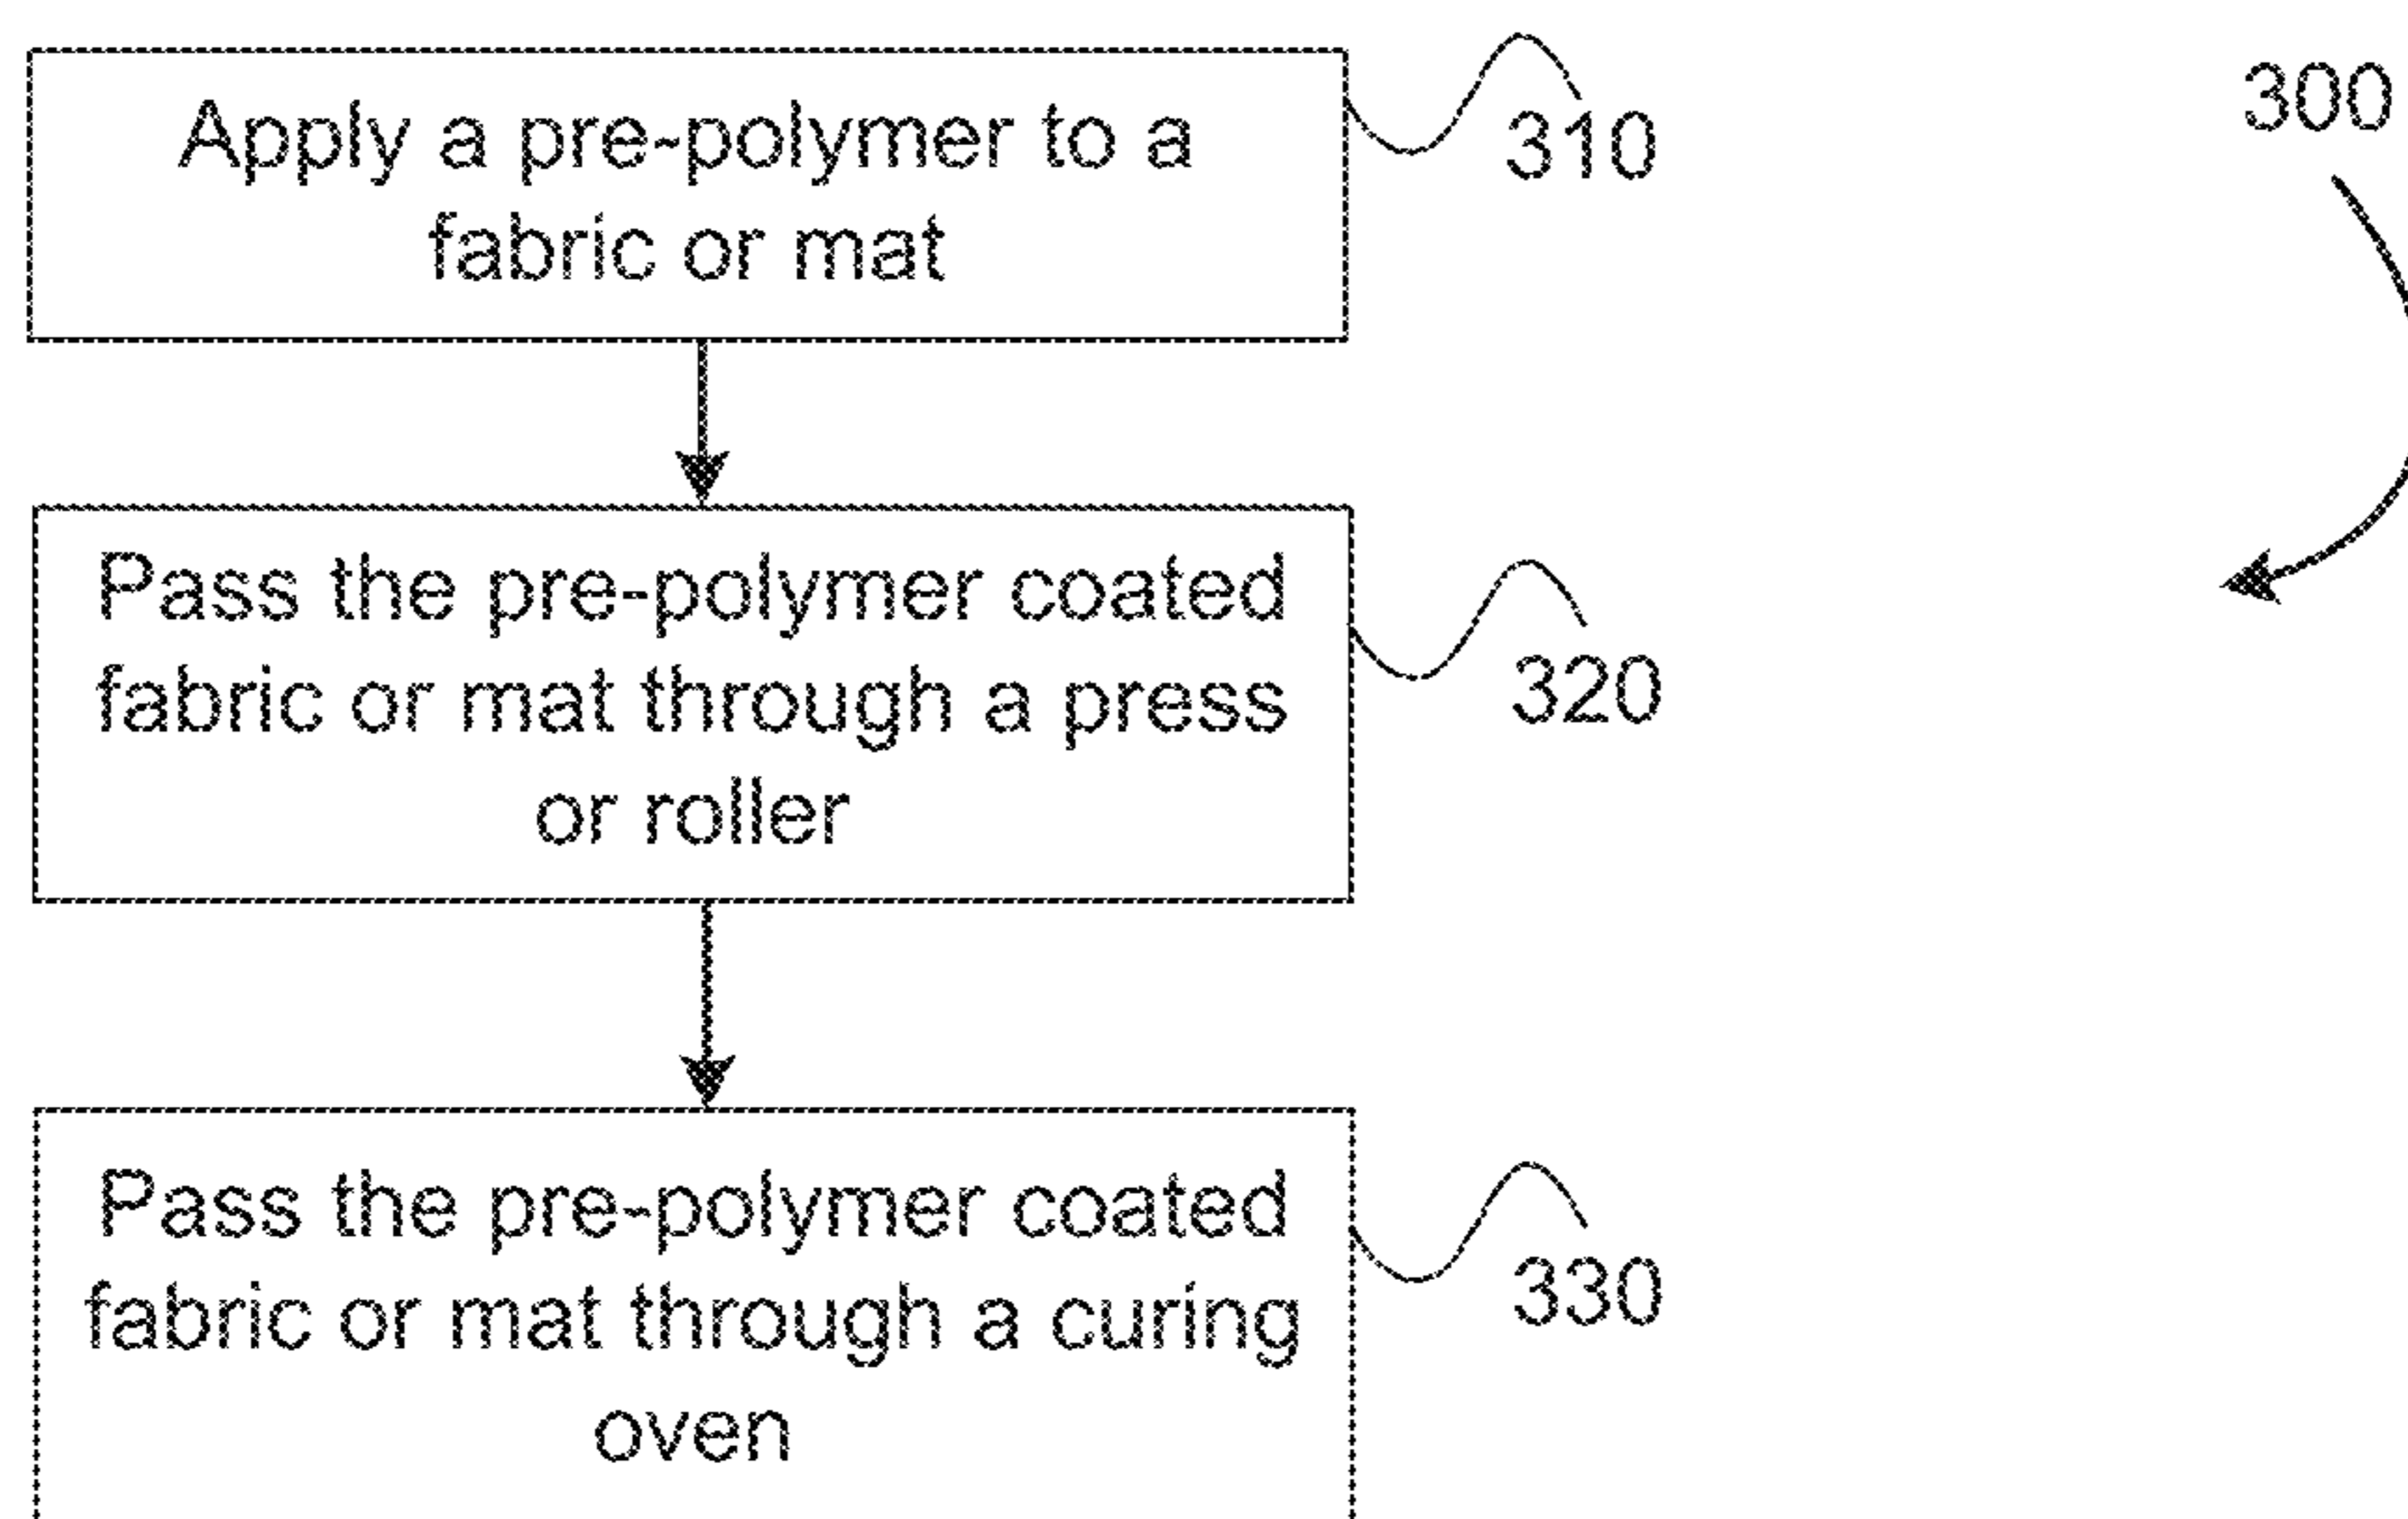 Apply a pre-polymer to a
fabric or mat
310
300
Pass the pre-polymer coated
fabric or mat through a press
or roller
320
Pass the pre-polymer coated
fabric or mat through a curing
oven
330